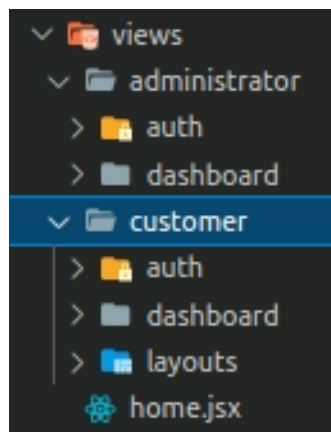 views
administrator
auth
dashboard
customer
auth
dashboard
layouts
home.jsx